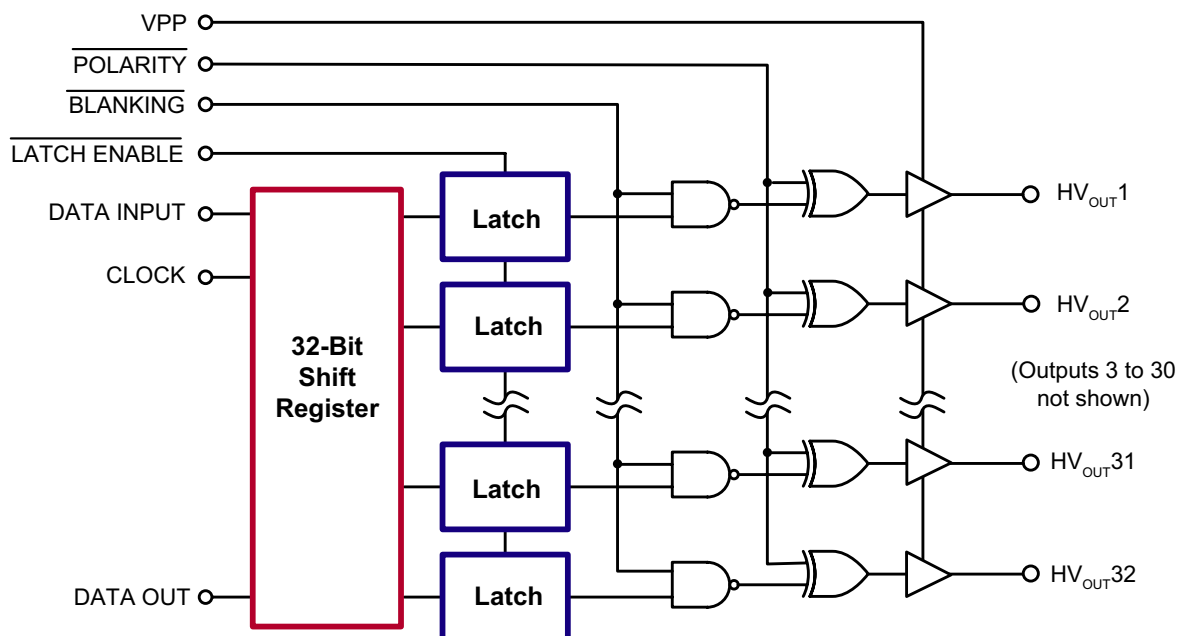 VPP
POLARITY
BLANKING
LATCH ENABLE
DATA INPUT
CLOCK
DATA OUT
32-Bit
Shift
Register
Latch
Latch
Latch
Latch
HVOUT1
HVOUT2
(Outputs 3 to 30
not shown)
HVOUT31
HVOUT32